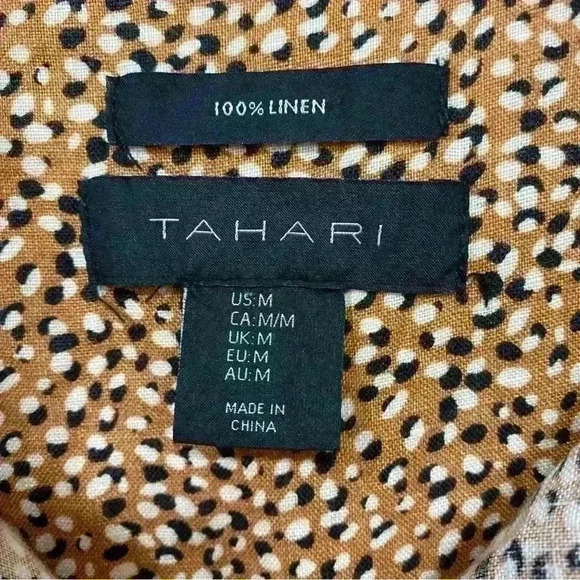 100% LINEN
TAHARI
US: M
CA: M/M
UK: M
EU: M
AU: M
MADE IN
CHINA